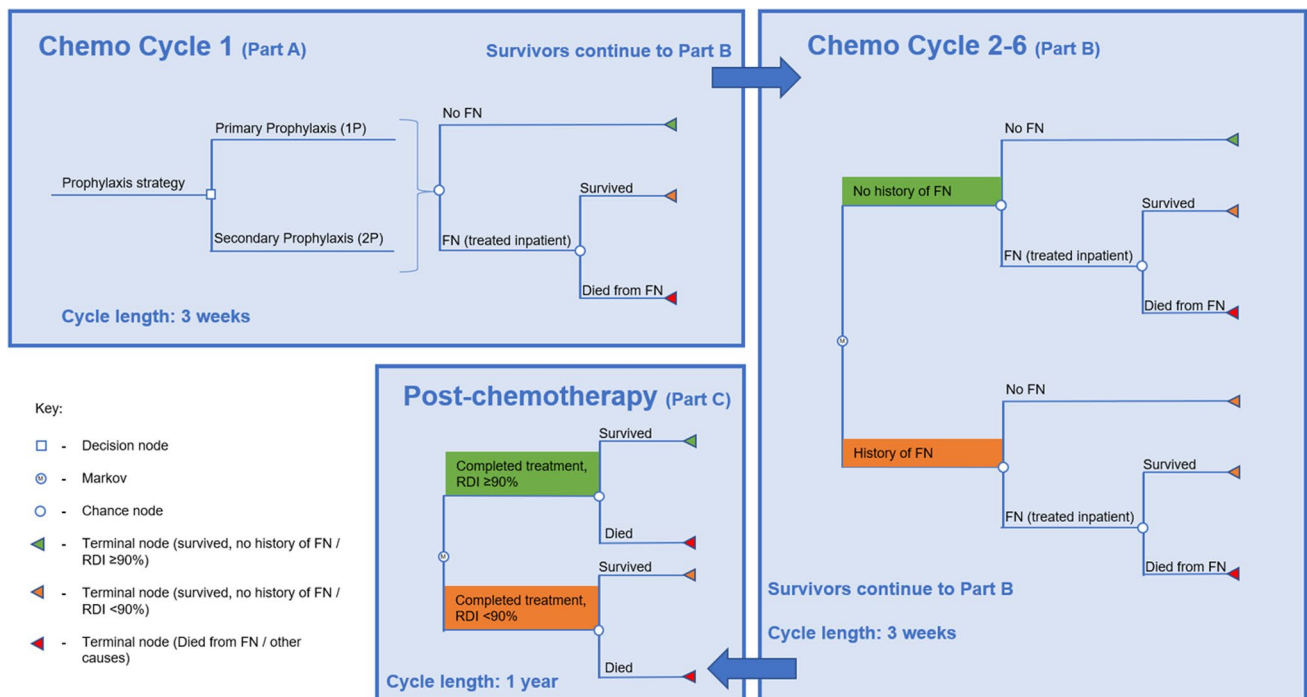 Chemo Cycle 1 (Part A)
Survivors continue to Part B
Prophylaxis strategy
Primary Prophylaxis (1P)
Secondary Prophylaxis (2P)
No FN
FN (treated inpatient)
Survived
Died from FN
Cycle length: 3 weeks
Chemo Cycle 2-6 (Part B)
No history of FN
No FN
FN (treated inpatient)
Survived
Died from FN
M
History of FN
No FN
FN (treated inpatient)
Survived
Died from FN
Survivors continue to Part B
Cycle length: 3 weeks
Post-chemotherapy (Part C)
Completed treatment,
RDI ≥90%
Survived
Died
M
Completed treatment,
RDI <90%
Survived
Died
Cycle length: 1 year
Key:
- Decision node
M - Markov
- Chance node
- Terminal node (survived, no history of FN /
RDI ≥90%)
- Terminal node (survived, no history of FN /
RDI <90%)
- Terminal node (Died from FN / other
causes)